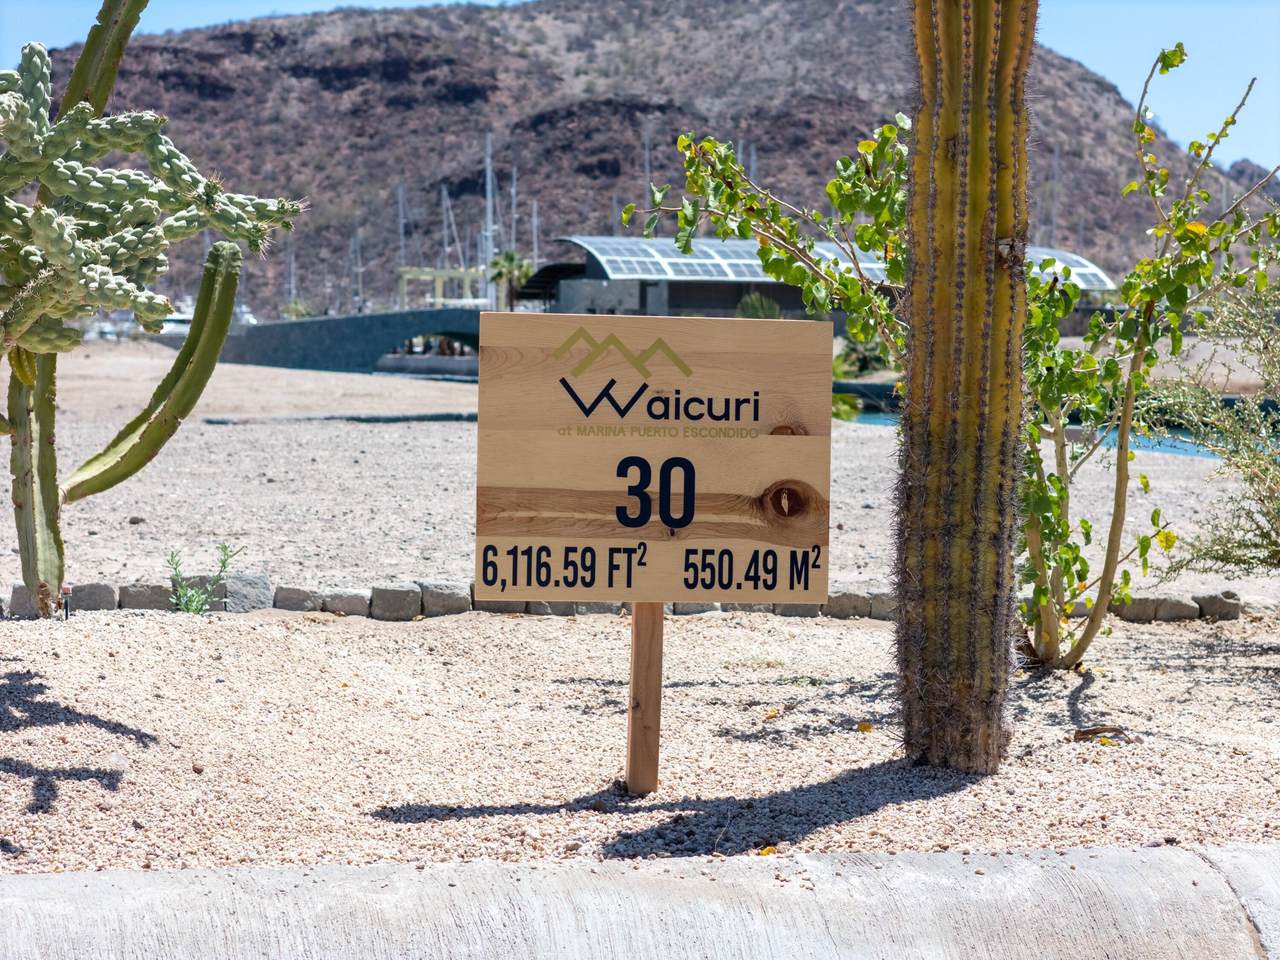 Waicuri
at MARINA PUERTO ESCONDIDO
30
6,116.59 FT² 550.49 M²